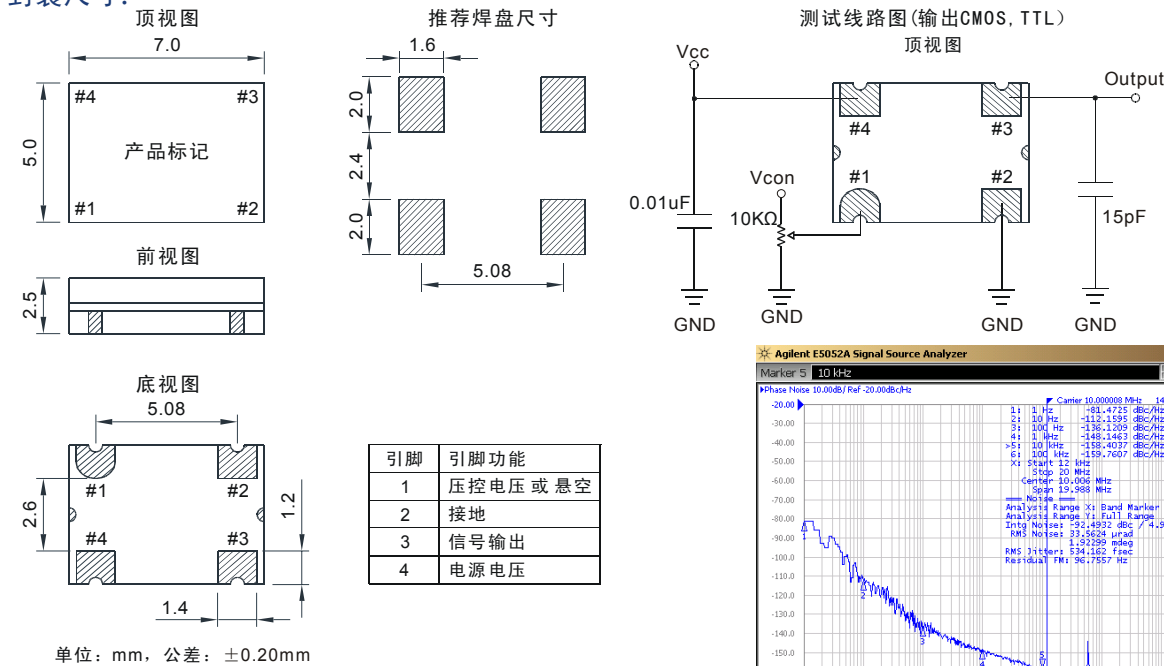 封装尺寸:
顶视图
7.0
5.0
#4 #3
产品标记
#1 #2
前视图
2.5
底视图
5.08
#1 #2
2.6
1.2
#4 #3
1.4
单位: mm, 公差: ±0.20mm
推荐焊盘尺寸
1.6
2.0
2.4
2.0
5.08
引脚 引脚功能
1 压控电压 或 悬空
2 接地
3 信号输出
4 电源电压
测试线路图(输出CMOS, TTL)
顶视图
Vcc
Output
#4 #3
#1 #2
Vcon
0.01uF
10KΩ
15pF
GND
GND
GND
GND
Agilent E5052A Signal Source Analyzer
Marker 5 10 kHz
Phase Noise 10.00dB/ Ref -20.00dBc/Hz
Carrier 10.000008 MHz 14
1: 1 Hz -81.4725 dBc/Hz
2: 10 Hz -112.1595 dBc/Hz
3: 100 Hz -136.1209 dBc/Hz
4: 1 kHz -148.1463 dBc/Hz
>5: 10 kHz -158.4037 dBc/Hz
6: 100 kHz -159.7607 dBc/Hz
X: Start 12 kHz
Stop 20 MHz
Center 10.006 MHz
Span 19.988 MHz
=== Noise ===
Analysis Range X: Band Marker
Analysis Range Y: Full Range
Intg Noise: -92.4932 dBc / 4.9
RMS Noise: 33.5624 µrad
1.92299 mdeg
RMS Jitter: 534.162 fsec
Residual FM: 96.7557 Hz
-20.00
-30.00
-40.00
-50.00
-60.00
-70.00
-80.00
-90.00
-100.0
-110.0
-120.0
-130.0
-140.0
-150.0
1
2
3
4
5